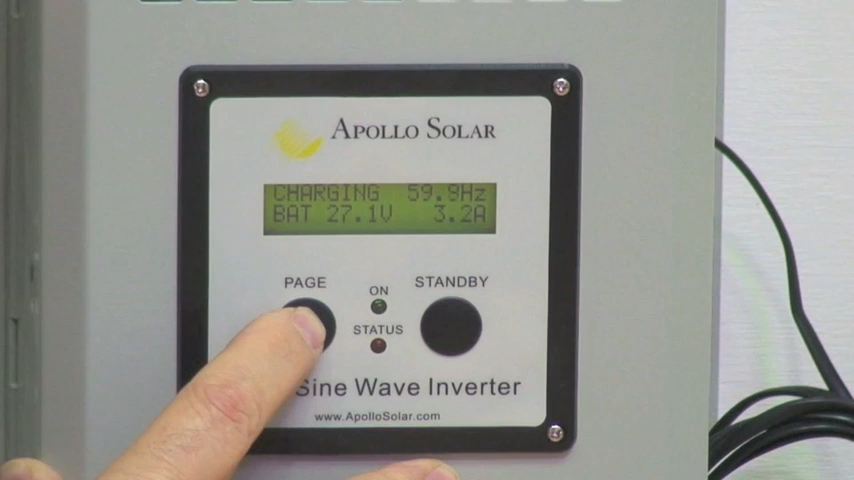 APOLLO SOLAR
CHARGING 59.8Hz
BAT 27.1V 3.2A
PAGE
STANDBY
ON
STATUS
Sine Wave Inverter
www.ApolloSolar.com